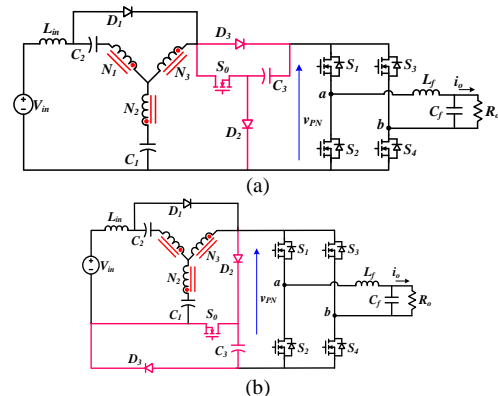 D1
D3
Lin
C2
N1
N3
S0
C3
S1
S3
Lf
io
Vin
N2
D2
vPN
a
Cf
Ro
b
C1
S2
S4
(a)
D1
Lin
C2
N3
D2
S1
S3
Vin
N2
vPN
a
Lf
io
C1
S0
b
Cf
Ro
C3
S2
S4
D3
(b)